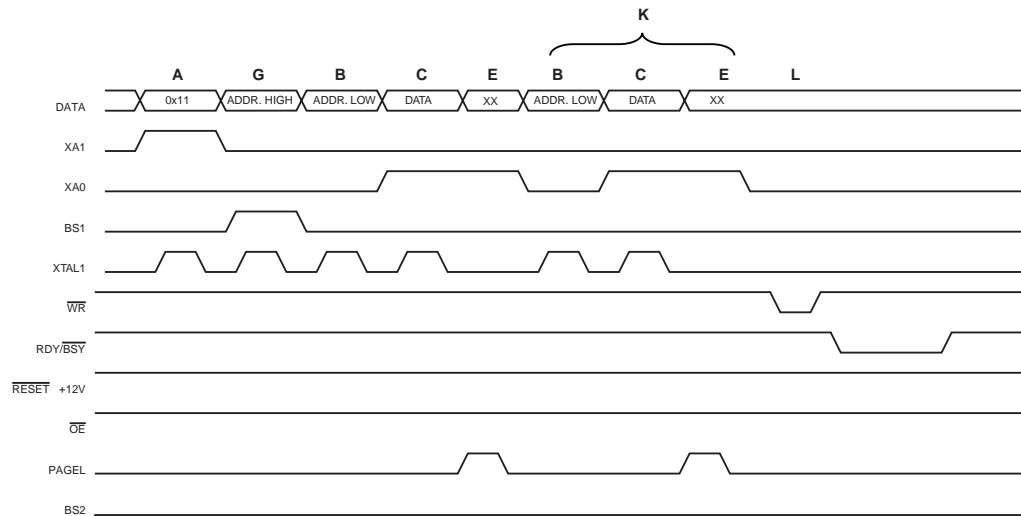 K
A G B C E B C E L
DATA 0x11 ADDR. HIGH ADDR. LOW DATA XX ADDR. LOW DATA XX
XA1
XA0
BS1
XTAL1
WR
RDY/BSY
RESET +12V
OE
PAGEL
BS2